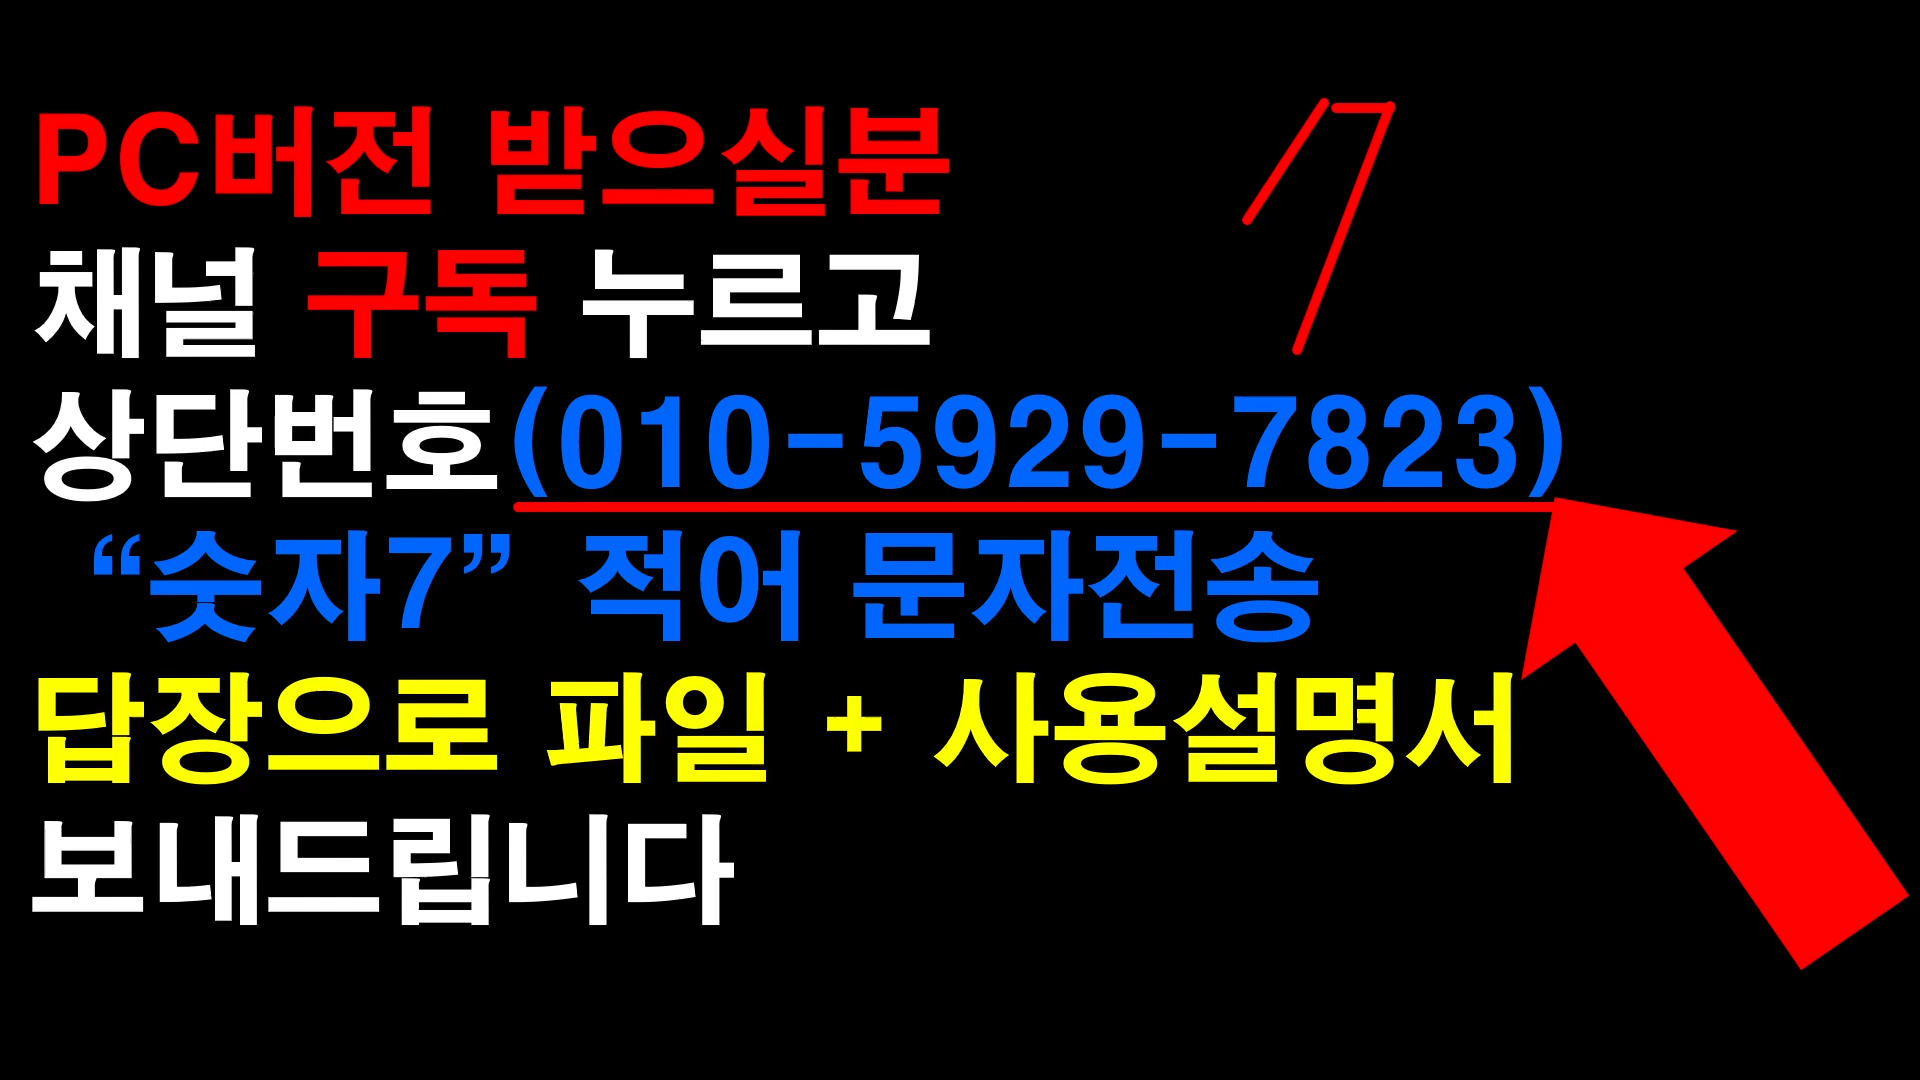 PC버전 받으실분
채널 구독 누르고
상단번호(010-5929-7823)
“숫자7” 적어 문자전송
답장으로 파일 + 사용설명서
보내드립니다
7